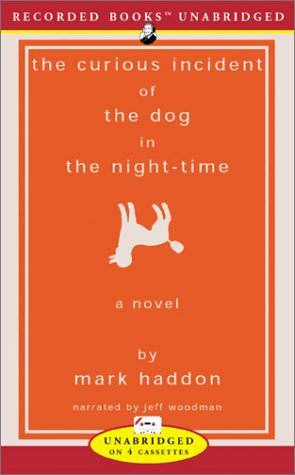 RECORDED BOOKS™ UNABRIDGED
the curious incident
of
the dog
in
the night-time
a novel
by
mark haddon
narrated by jeff woodman
UNABRIDGED
ON 4 CASSETTES